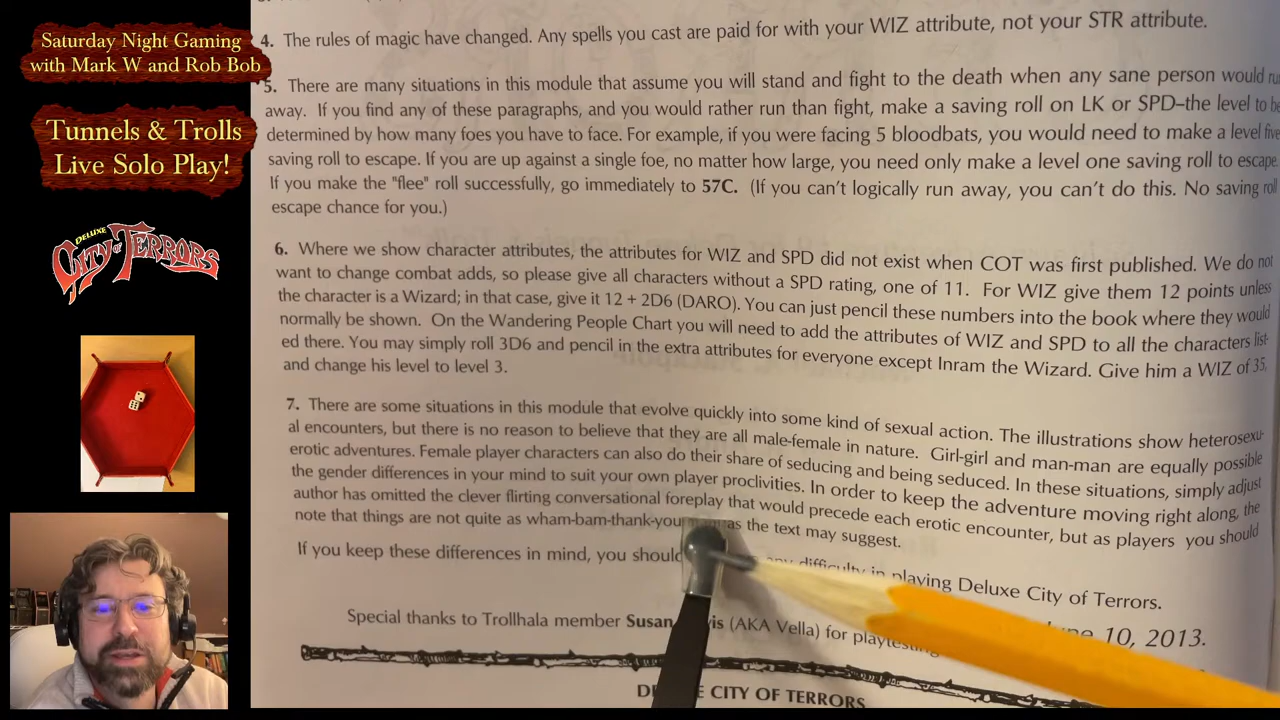 Saturday Night Gaming
with Mark W and Rob Bob
Tunnels & Trolls
Live Solo Play!
DELUXE
CITY OF TERRORS
4. The rules of magic have changed. Any spells you cast are paid for with your WIZ attribute, not your STR attribute.
5. There are many situations in this module that assume you will stand and fight to the death when any sane person would ru
away. If you find any of these paragraphs, and you would rather run than fight, make a saving roll on LK or SPD–the level to be
determined by how many foes you have to face. For example, if you were facing 5 bloodbats, you would need to make a level five
saving roll to escape. If you are up against a single foe, no matter how large, you need only make a level one saving roll to escape.
If you make the "flee" roll successfully, go immediately to 57C. (If you can't logically run away, you can't do this. No saving roll
escape chance for you.)
6. Where we show character attributes, the attributes for WIZ and SPD did not exist when COT was first published. We do not
want to change combat adds, so please give all characters without a SPD rating, one of 11. For WIZ give them 12 points unless
the character is a Wizard; in that case, give it 12 + 2D6 (DARO). You can just pencil these numbers into the book where they would
normally be shown. On the Wandering People Chart you will need to add the attributes of WIZ and SPD to all the characters list-
ed there. You may simply roll 3D6 and pencil in the extra attributes for everyone except Inram the Wizard. Give him a WIZ of 35,
and change his level to level 3.
7. There are some situations in this module that evolve quickly into some kind of sexual action. The illustrations show heterosexu-
al encounters, but there is no reason to believe that they are all male-female in nature. Girl-girl and man-man are equally possible
erotic adventures. Female player characters can also do their share of seducing and being seduced. In these situations, simply adjust
the gender differences in your mind to suit your own player proclivities. In order to keep the adventure moving right along, the
author has omitted the clever flirting conversational foreplay that would precede each erotic encounter, but as players you should
note that things are not quite as wham-bam-thank-you as the text may suggest.
If you keep these differences in mind, you should any difficulty in playing Deluxe City of Terrors.
10, 2013.
Special thanks to Trollhala member Susan (AKA Vella) for playtesting
CITY OF TERRORS